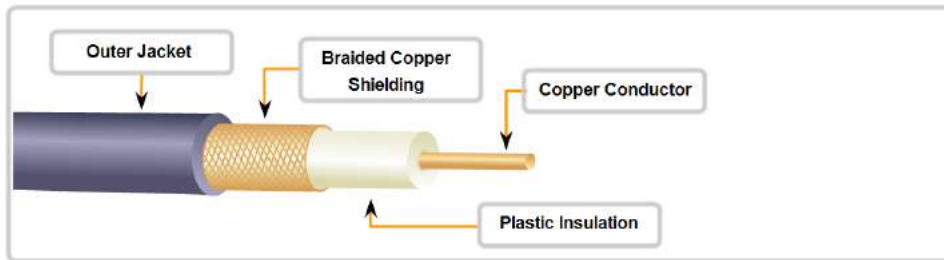 Outer Jacket
Braided Copper
Shielding
Copper Conductor
Plastic Insulation